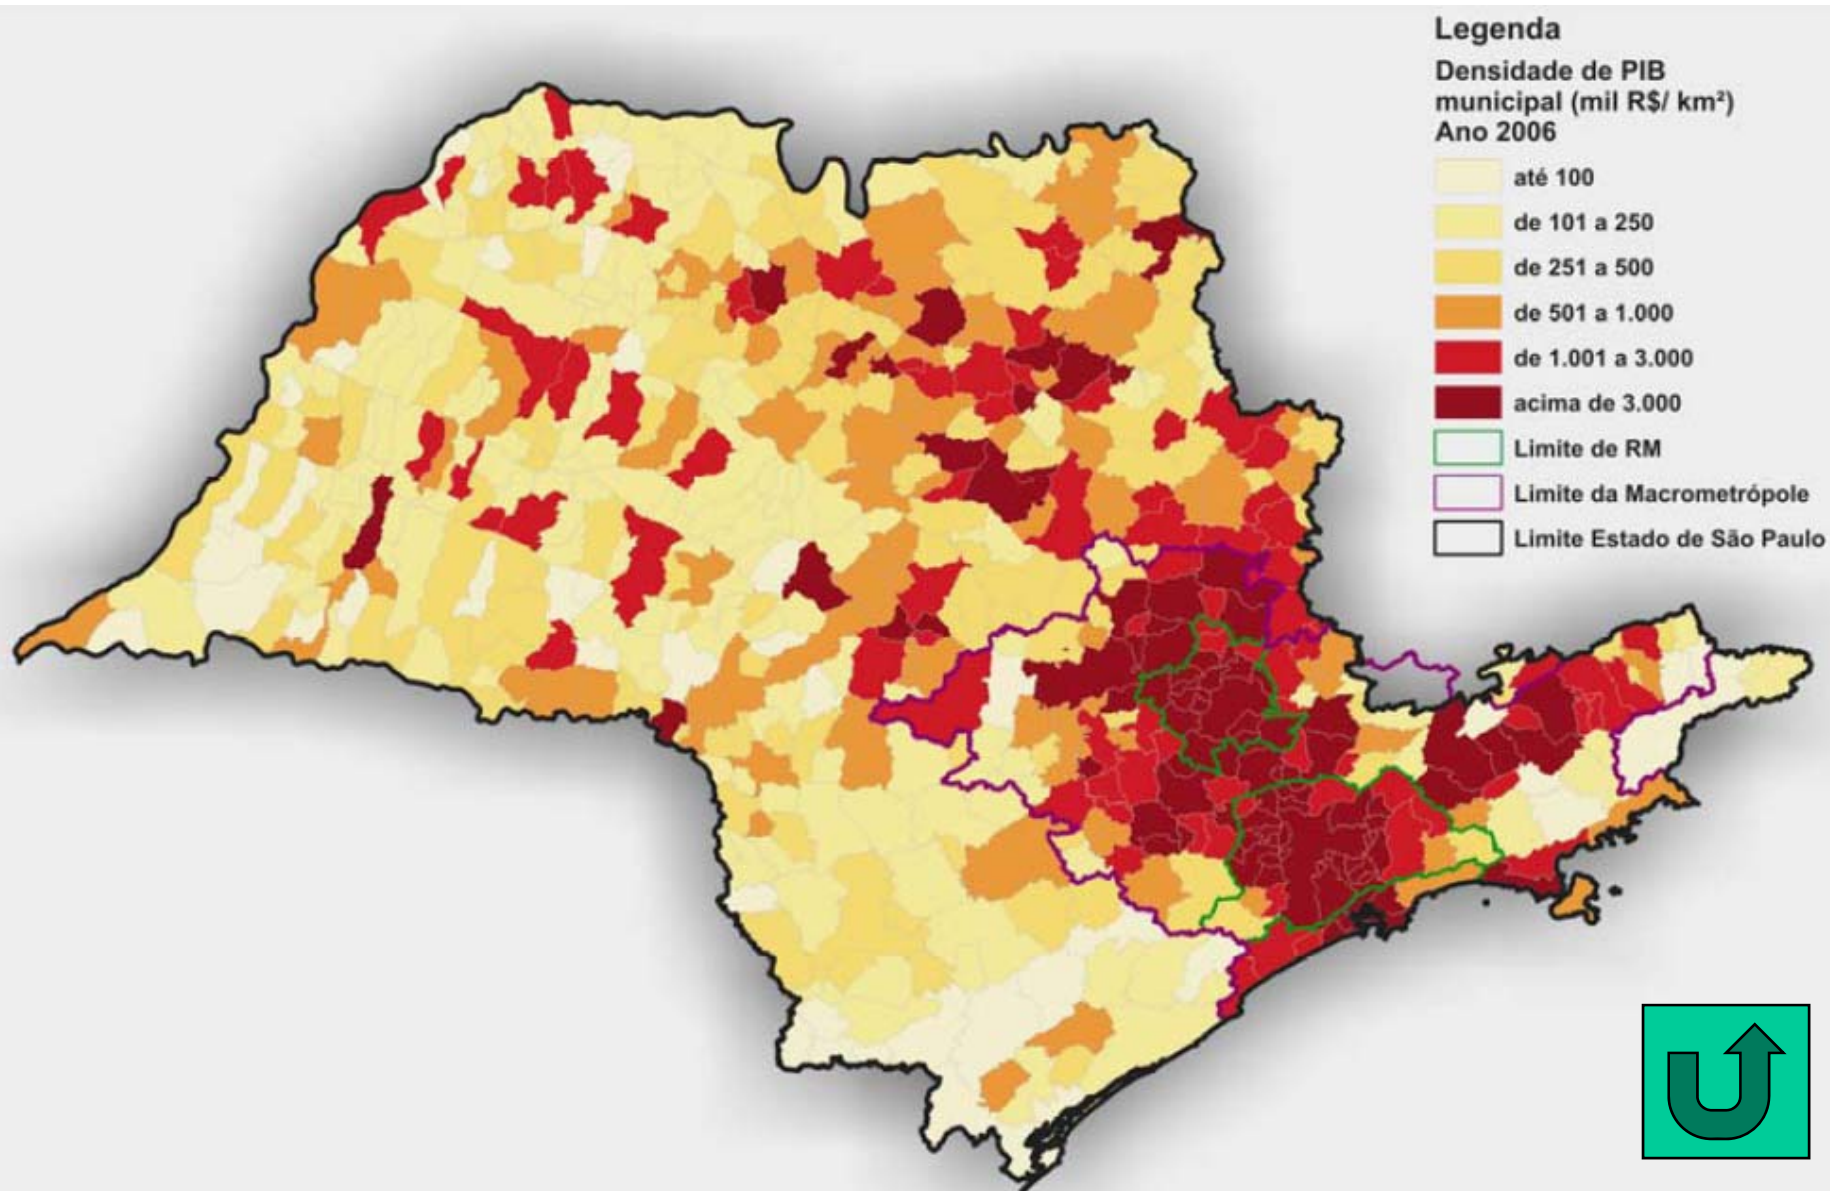 Legenda
Densidade de PIB
municipal (mil R$/ km²)
Ano 2006
até 100
de 101 a 250
de 251 a 500
de 501 a 1.000
de 1.001 a 3.000
acima de 3.000
Limite de RM
Limite da Macrometrópole
Limite Estado de São Paulo